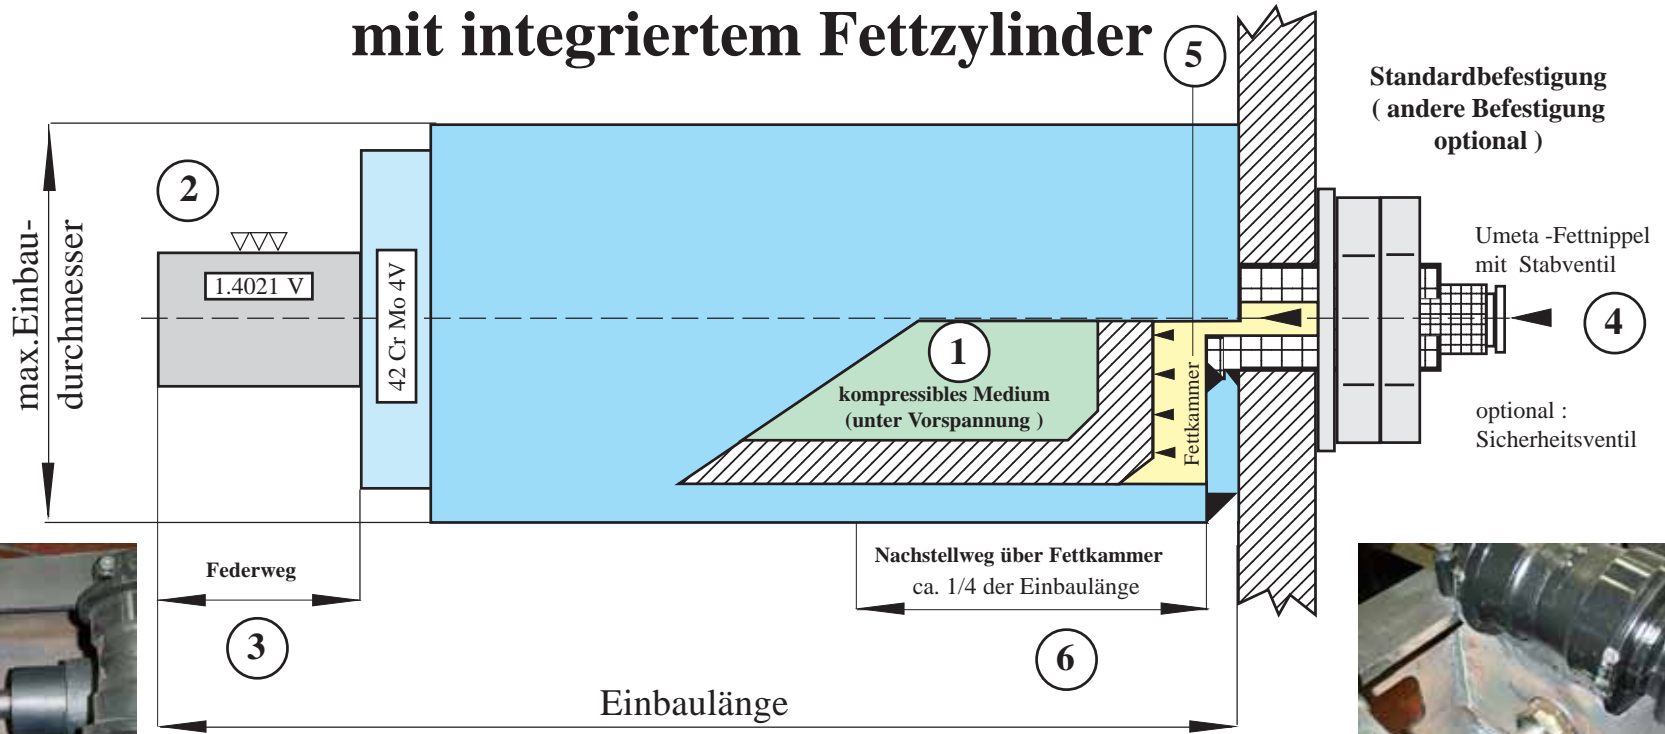 mit integriertem Fettzylinder
5
Standardbefestigung
( andere Befestigung
optional )
2
max.Einbau-
durchmesser
1.4021 V
42 Cr Mo 4V
Umeta -Fettnippel
mit Stabventil
4
1
kompressibles Medium
(unter Vorspannung )
Fettkammer
optional :
Sicherheitsventil
Federweg
3
Nachstellweg über Fettkammer
ca. 1/4 der Einbaulänge
6
Einbaulänge